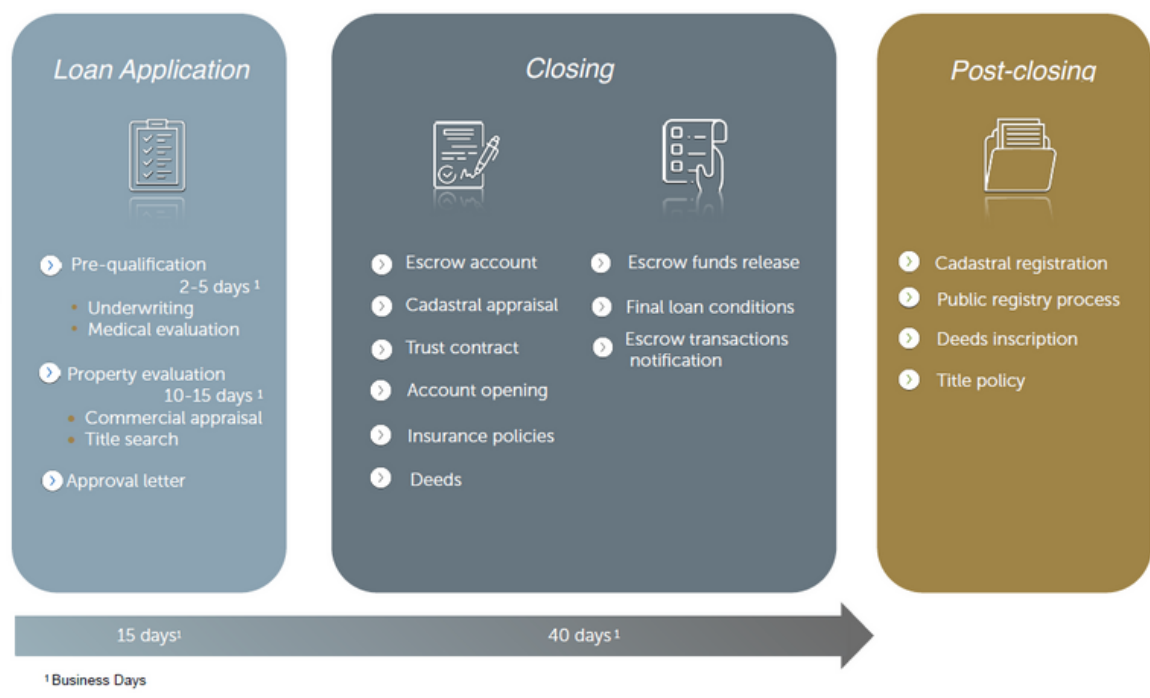 Loan Application
Pre-qualification
2-5 days ¹
Underwriting
Medical evaluation
Property evaluation
10-15 days ¹
Commercial appraisal
Title search
Approval letter
Closing
Escrow account
Cadastral appraisal
Trust contract
Account opening
Insurance policies
Deeds
Escrow funds release
Final loan conditions
Escrow transactions
notification
Post-closing
Cadastral registration
Public registry process
Deeds inscription
Title policy
15 days¹
40 days ¹
¹ Business Days